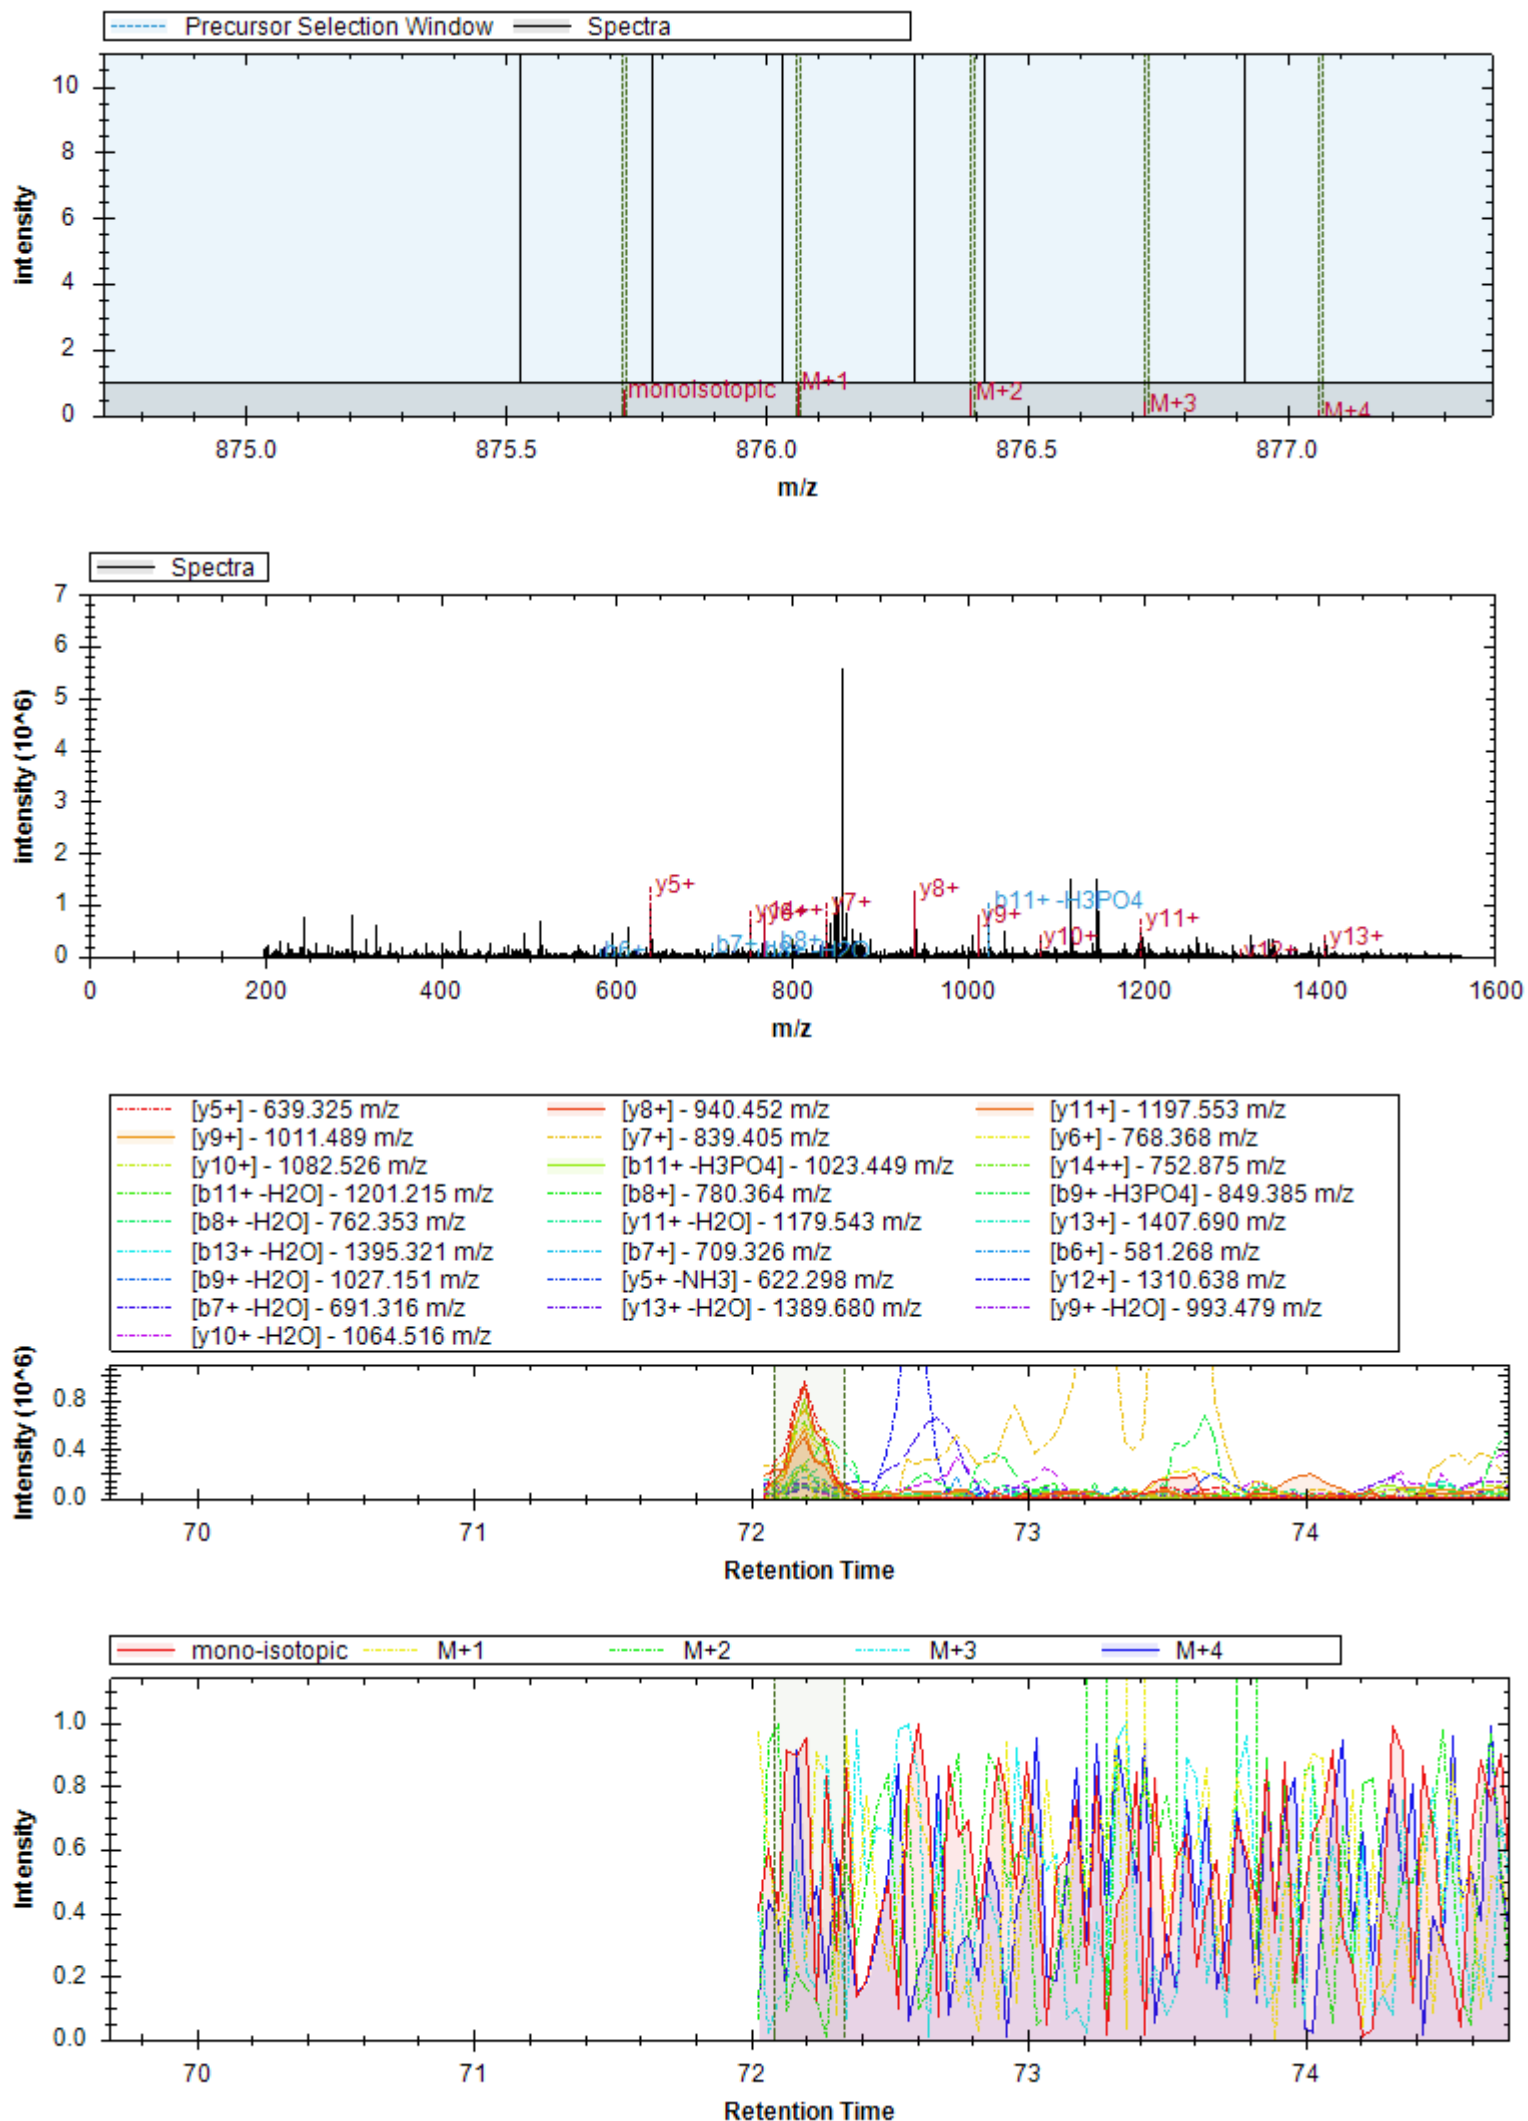 Precursor Selection Window Spectra
10
8
6
4
2
0
intensity
monoisotopic M+1 M+2 M+3 M+4
875.0 875.5 876.0 876.5 877.0
m/z
Spectra
7
6
5
4
3
2
1
0
intensity (10^6)
y5+ y7+ y8+ b11+ -H3PO4 y9+ y11+ y10+ y13+ y12+
b6+ b7+ b8+
0 200 400 600 800 1000 1200 1400 1600
m/z
[y5+] - 639.325 m/z [y8+] - 940.452 m/z [y11+] - 1197.553 m/z
[y9+] - 1011.489 m/z [y7+] - 839.405 m/z [y6+] - 768.368 m/z
[y10+] - 1082.526 m/z [b11+ -H3PO4] - 1023.449 m/z [y14++] - 752.875 m/z
[b11+ -H2O] - 1201.215 m/z [b8+] - 780.364 m/z [b9+ -H3PO4] - 849.385 m/z
[b8+ -H2O] - 762.353 m/z [y11+ -H2O] - 1179.543 m/z [y13+] - 1407.690 m/z
[b13+ -H2O] - 1395.321 m/z [b7+] - 709.326 m/z [b6+] - 581.268 m/z
[b9+ -H2O] - 1027.151 m/z [y5+ -NH3] - 622.298 m/z [y12+] - 1310.638 m/z
[b7+ -H2O] - 691.316 m/z [y13+ -H2O] - 1389.680 m/z [y9+ -H2O] - 993.479 m/z
[y10+ -H2O] - 1064.516 m/z
0.8
0.4
0.0
Intensity (10^6)
70 71 72 73 74
Retention Time
mono-isotopic M+1 M+2 M+3 M+4
1.0
0.8
0.6
0.4
0.2
0.0
Intensity
70 71 72 73 74
Retention Time